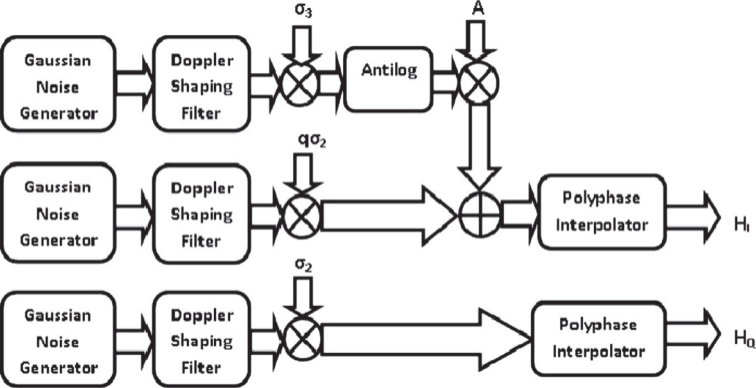 σ3
A
Gaussian
Noise
Generator
Doppler
Shaping
Filter
Antilog
qσ2
Gaussian
Noise
Generator
Doppler
Shaping
Filter
Polyphase
Interpolator
HI
σ2
Gaussian
Noise
Generator
Doppler
Shaping
Filter
Polyphase
Interpolator
HQ